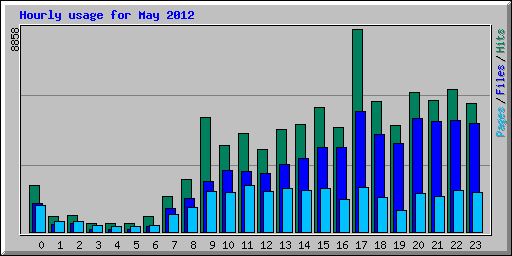 Hourly usage for May 2012
8858
Pages / Files / Hits
0 1 2 3 4 5 6 7 8 9 10 11 12 13 14 15 16 17 18 19 20 21 22 23